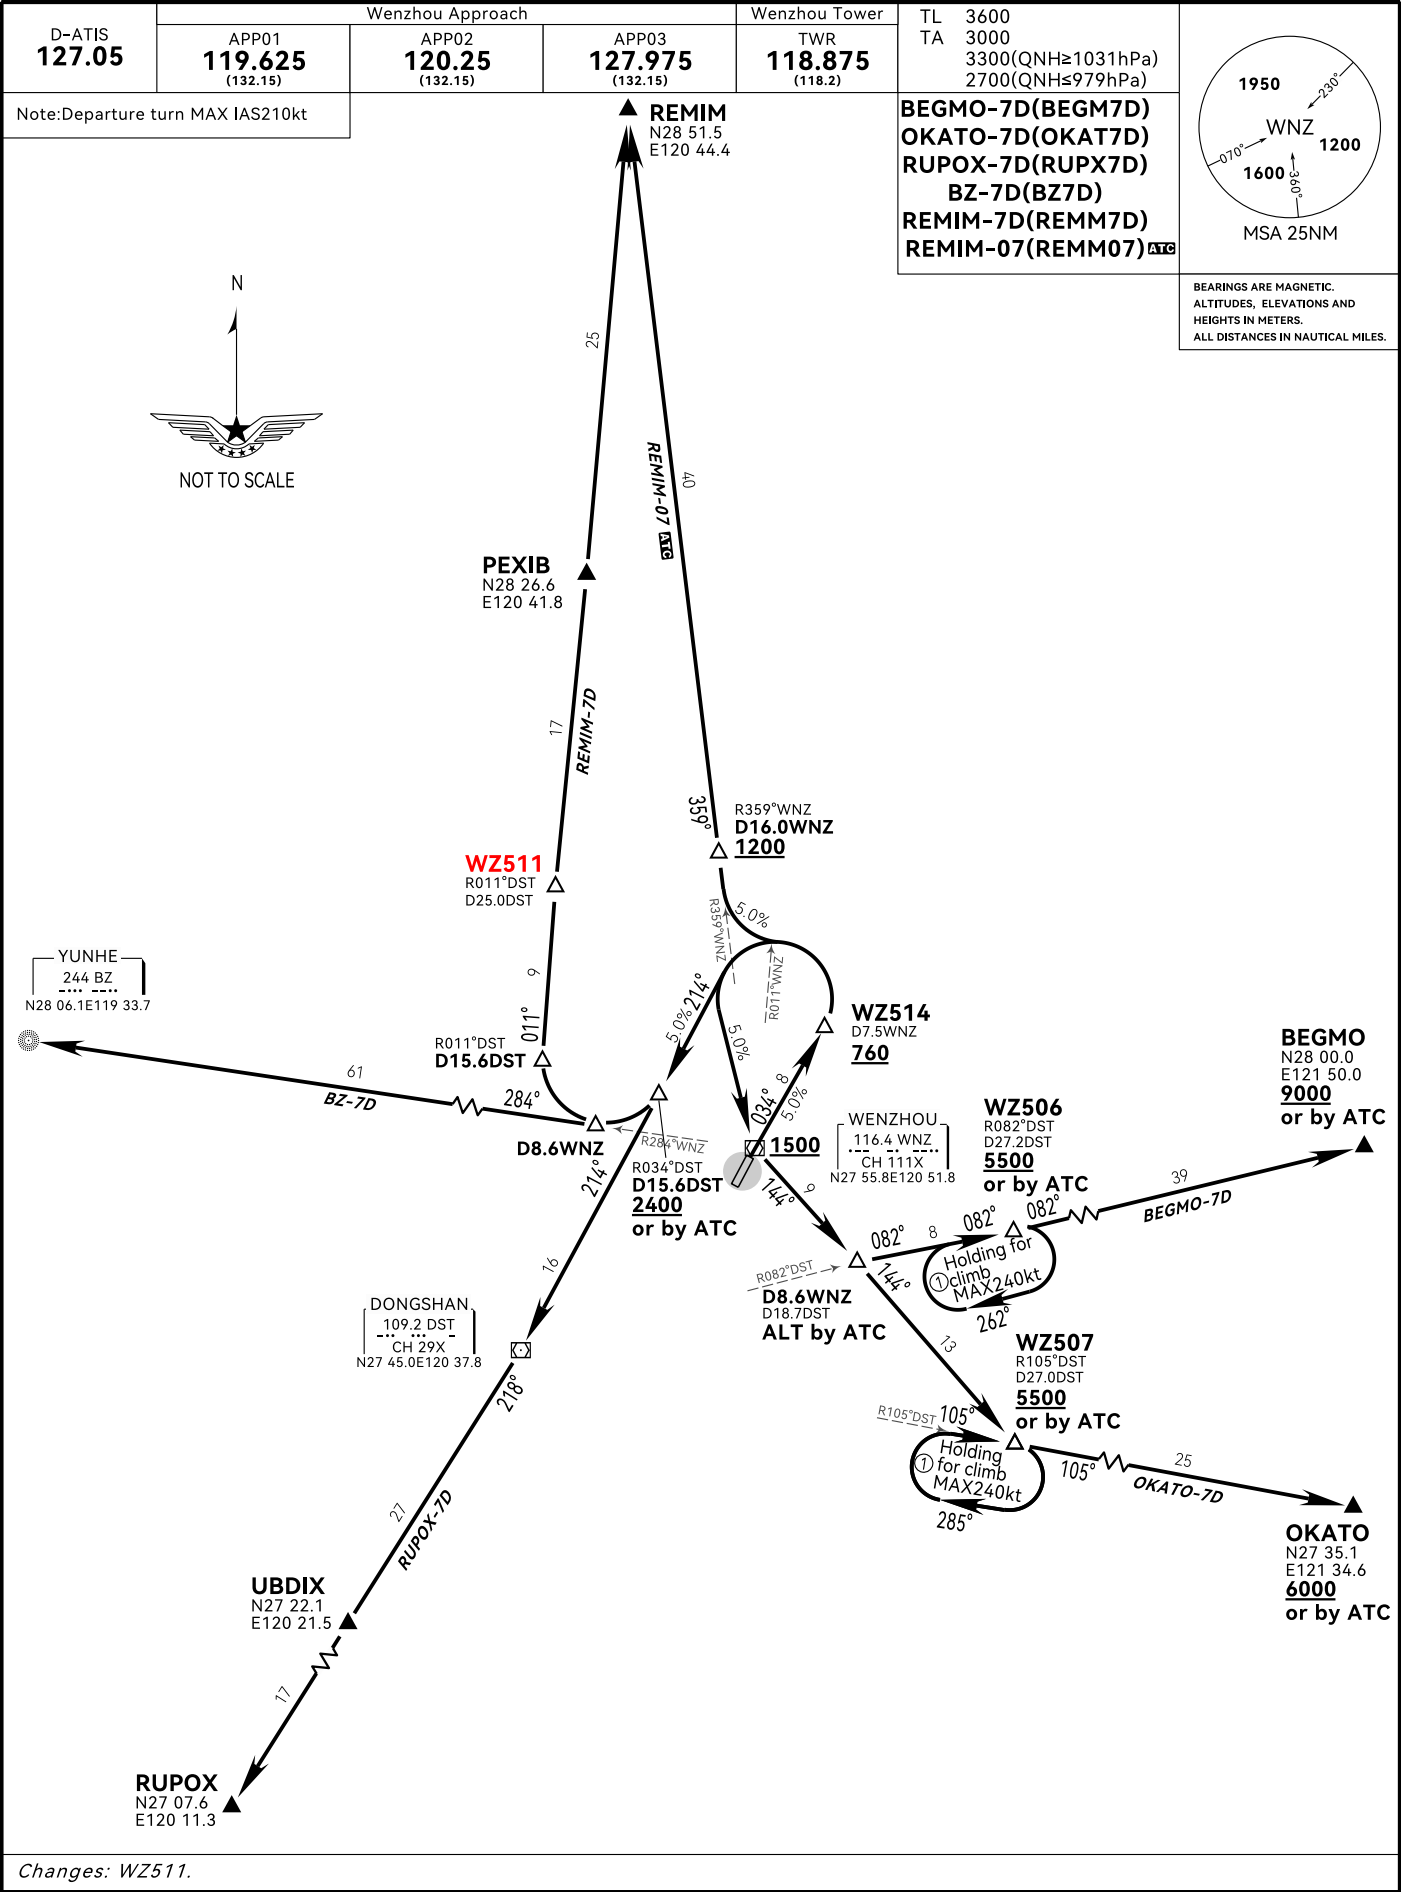 D-ATIS
127.05
Wenzhou Approach
APP01
119.625
(132.15)
APP02
120.25
(132.15)
APP03
127.975
(132.15)
Wenzhou Tower
TWR
118.875
(118.2)
TL 3600
TA 3000
3300(QNH≥1031hPa)
2700(QNH≤979hPa)
Note:Departure turn MAX IAS210kt
BEGMO-7D(BEGM7D)
OKATO-7D(OKAT7D)
RUPOX-7D(RUPX7D)
BZ-7D(BZ7D)
REMIM-7D(REMM7D)
REMIM-07(REMM07) ATC
1950
230°
WNZ
1200
070°
1600
360°
MSA 25NM
BEARINGS ARE MAGNETIC.
ALTITUDES, ELEVATIONS AND
HEIGHTS IN METERS.
ALL DISTANCES IN NAUTICAL MILES.
REMIM
N28 51.5
E120 44.4
N
NOT TO SCALE
25
40
REMIM-07 ATC
PEXIB
N28 26.6
E120 41.8
17
REMIM-7D
359°
R359°WNZ
D16.0WNZ
1200
WZ511
R011°DST
D25.0DST
9
011°
R359°WNZ
5.0%
R011°WNZ
214°
5.0%
5.0%
YUNHE
244 BZ
N28 06.1E119 33.7
R011°DST
D15.6DST
61
BZ-7D
284°
D8.6WNZ
R284°WNZ
WZ514
D7.5WNZ
760
8
034°
5.0%
1500
WENZHOU
116.4 WNZ
CH 111X
N27 55.8E120 51.8
R034°DST
D15.6DST
2400
or by ATC
214°
16
144°
9
WZ506
R082°DST
D27.2DST
5500
or by ATC
BEGMO
N28 00.0
E121 50.0
9000
or by ATC
39
BEGMO-7D
082°
8
082°
082°
Holding for
①climb
MAX240kt
262°
R082°DST
D8.6WNZ
D18.7DST
ALT by ATC
144°
13
DONGSHAN
109.2 DST
CH 29X
N27 45.0E120 37.8
218°
WZ507
R105°DST
D27.0DST
5500
or by ATC
R105°DST
105°
Holding
① for climb
MAX240kt
285°
105°
25
OKATO-7D
OKATO
N27 35.1
E121 34.6
6000
or by ATC
27
RUPOX-7D
UBDIX
N27 22.1
E120 21.5
17
RUPOX
N27 07.6
E120 11.3
Changes: WZ511.